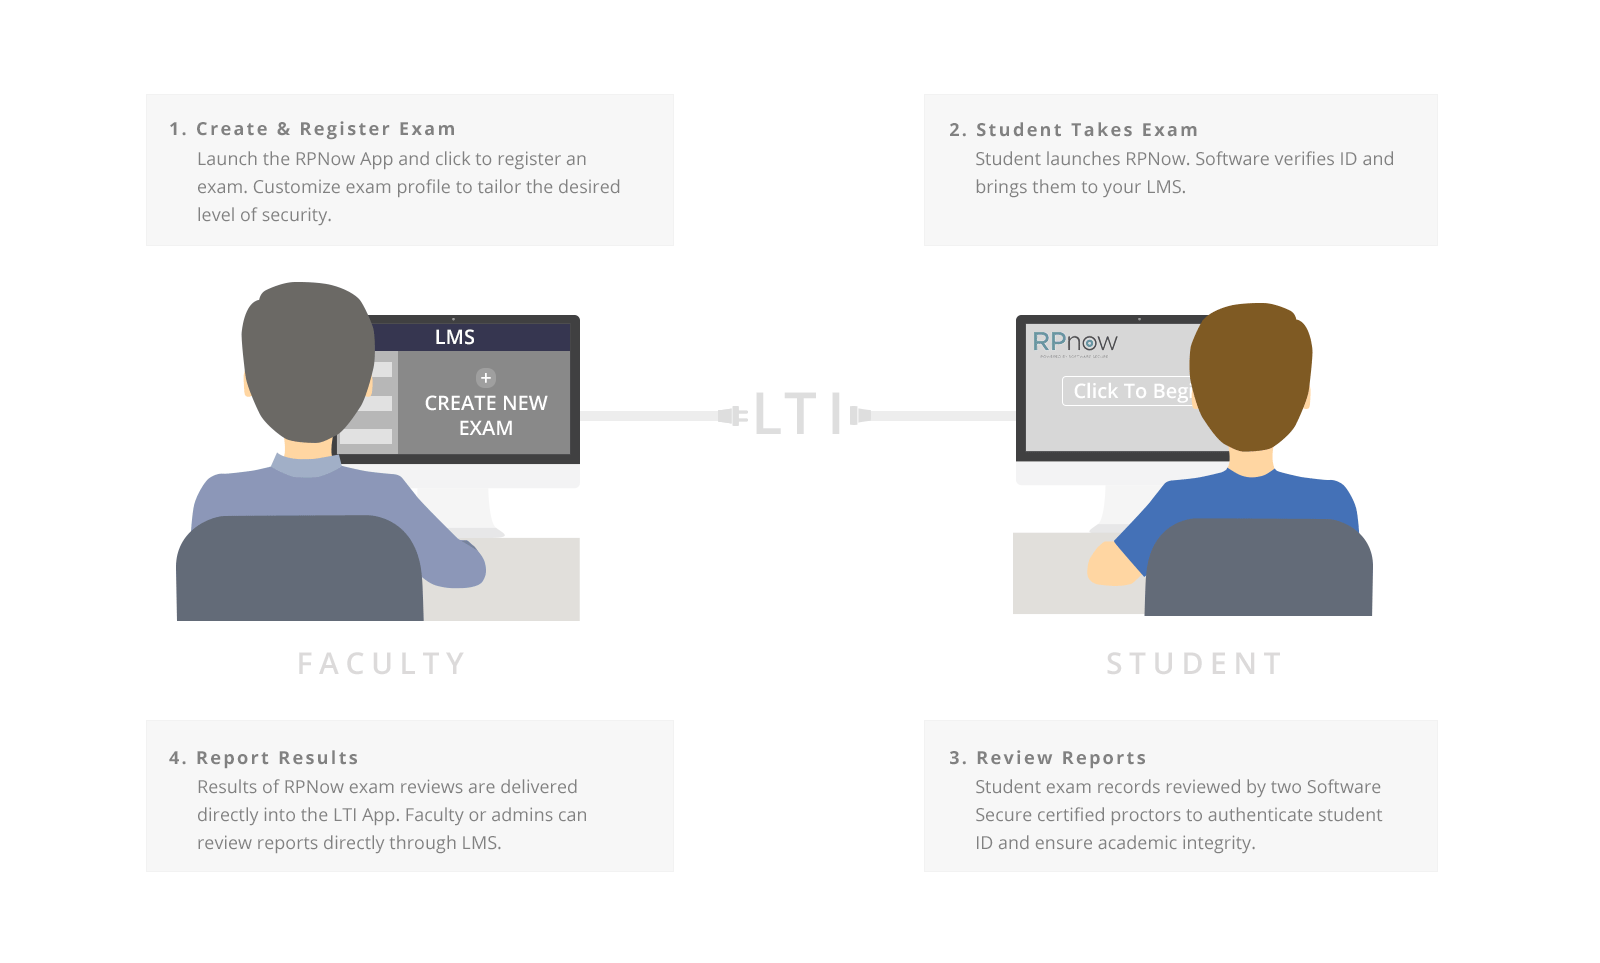 1. Create & Register Exam
Launch the RPNow App and click to register an
exam. Customize exam profile to tailor the desired
level of security.
2. Student Takes Exam
Student launches RPNow. Software verifies ID and
brings them to your LMS.
LMS
+
CREATE NEW
EXAM
LTI
RPnow
Click To Beg
FACULTY
STUDENT
4. Report Results
Results of RPNow exam reviews are delivered
directly into the LTI App. Faculty or admins can
review reports directly through LMS.
3. Review Reports
Student exam records reviewed by two Software
Secure certified proctors to authenticate student
ID and ensure academic integrity.